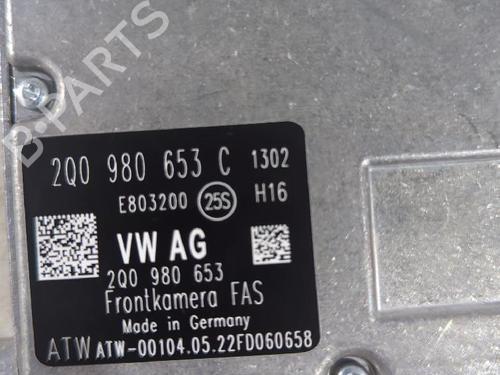 2Q0 980 653 C 1302
E803200 25S H16
VW AG
2Q0 980 653
Frontkamera FAS
Made in Germany
ATW ATW-00104.05.22FD060658
B-PARTS